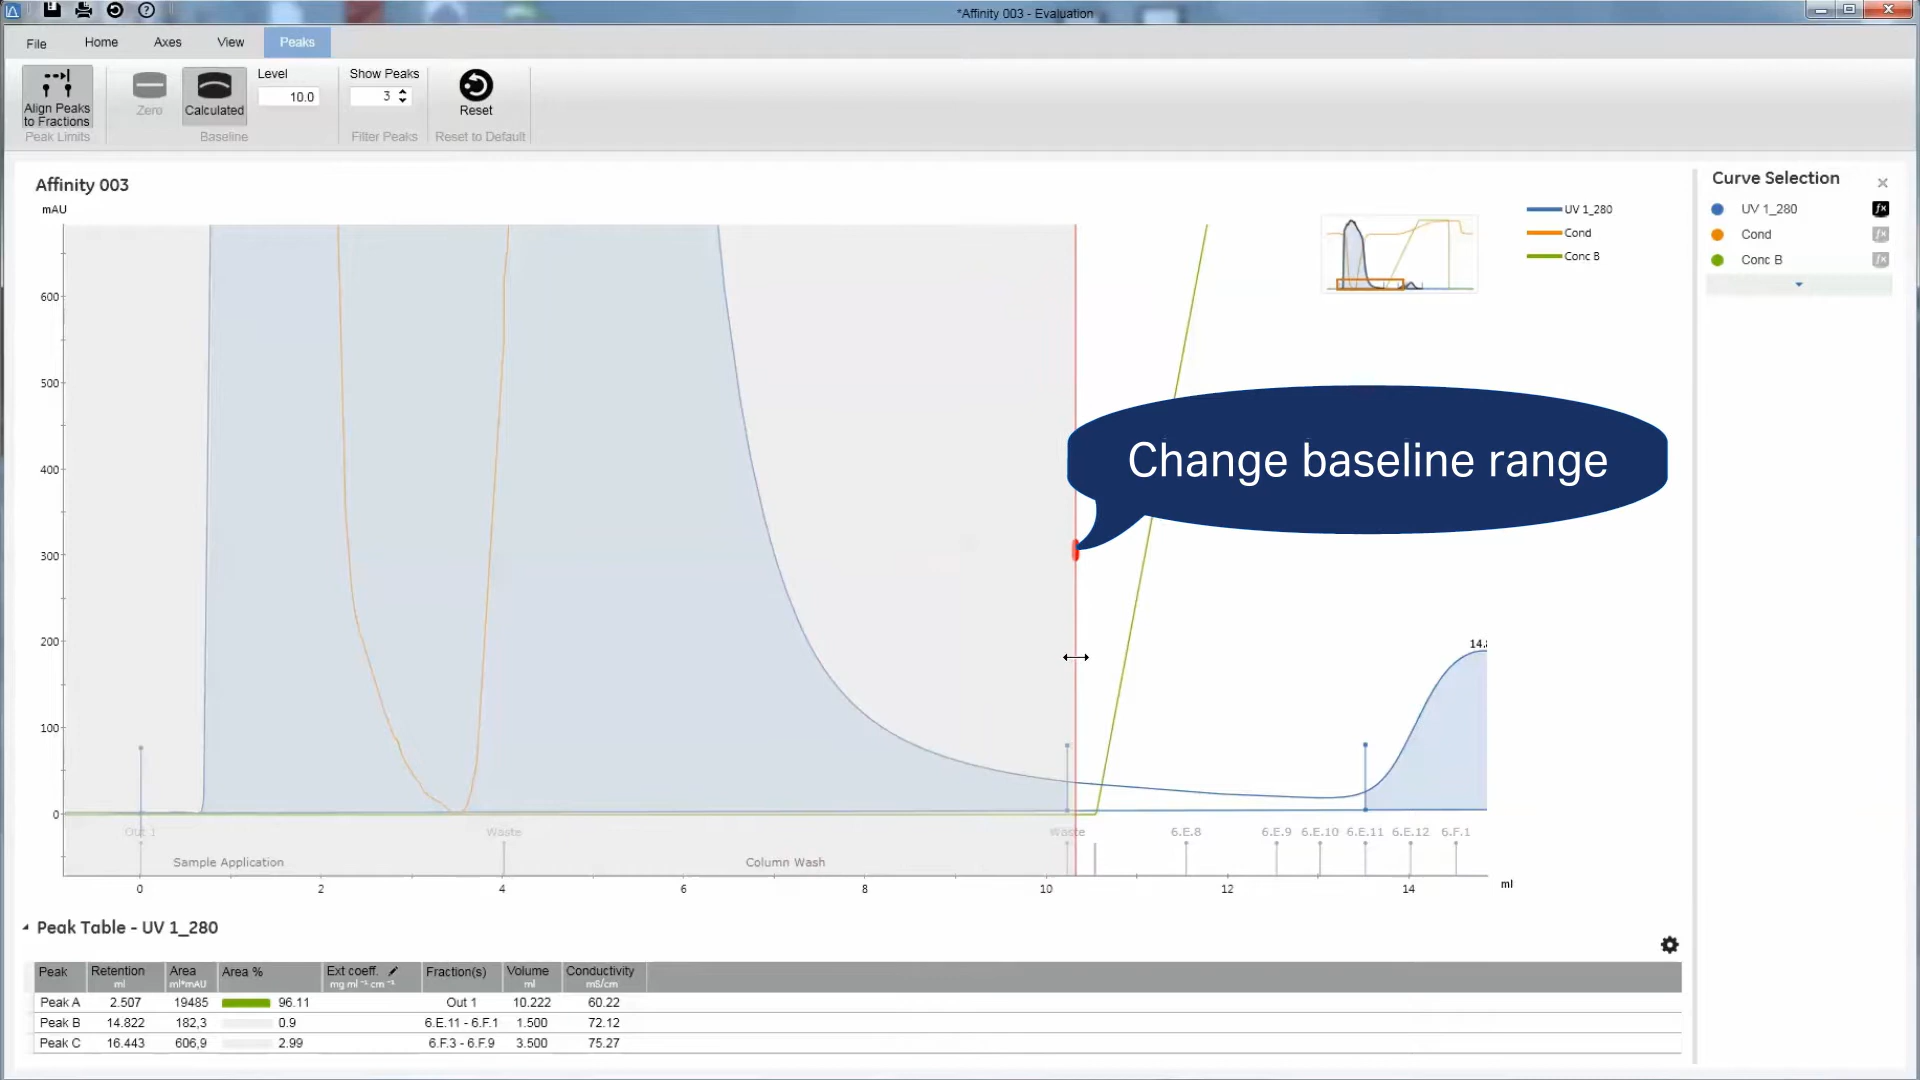 *Affinity 003 - Evaluation
File
Home
Axes
View
Peaks
Align Peaks
to Fractions
Peak Limits
Zero
Calculated
Baseline
Level
10.0
Show Peaks
3
Filter Peaks
Reset
Reset to Default
Affinity 003
mAU
UV 1_280
Cond
Conc B
Curve Selection
UV 1_280
Cond
Conc B
600
500
400
300
200
100
0
Change baseline range
Out 1
Waste
Waste
6.E.8
6.E.9
6.E.10
6.E.11
6.E.12
6.F.1
Sample Application
Column Wash
0
2
4
6
8
10
12
14
ml
Peak Table - UV 1_280
Peak Retention ml Area ml*mAU Area % Ext coeff. mg ml⁻¹ cm⁻¹ Fraction(s) Volume ml Conductivity mS/cm
Peak A 2.507 19485 96.11 Out 1 10.222 60.22
Peak B 14.822 182,3 0.9 6.E.11 - 6.F.1 1.500 72.12
Peak C 16.443 606,9 2.99 6.F.3 - 6.F.9 3.500 75.27